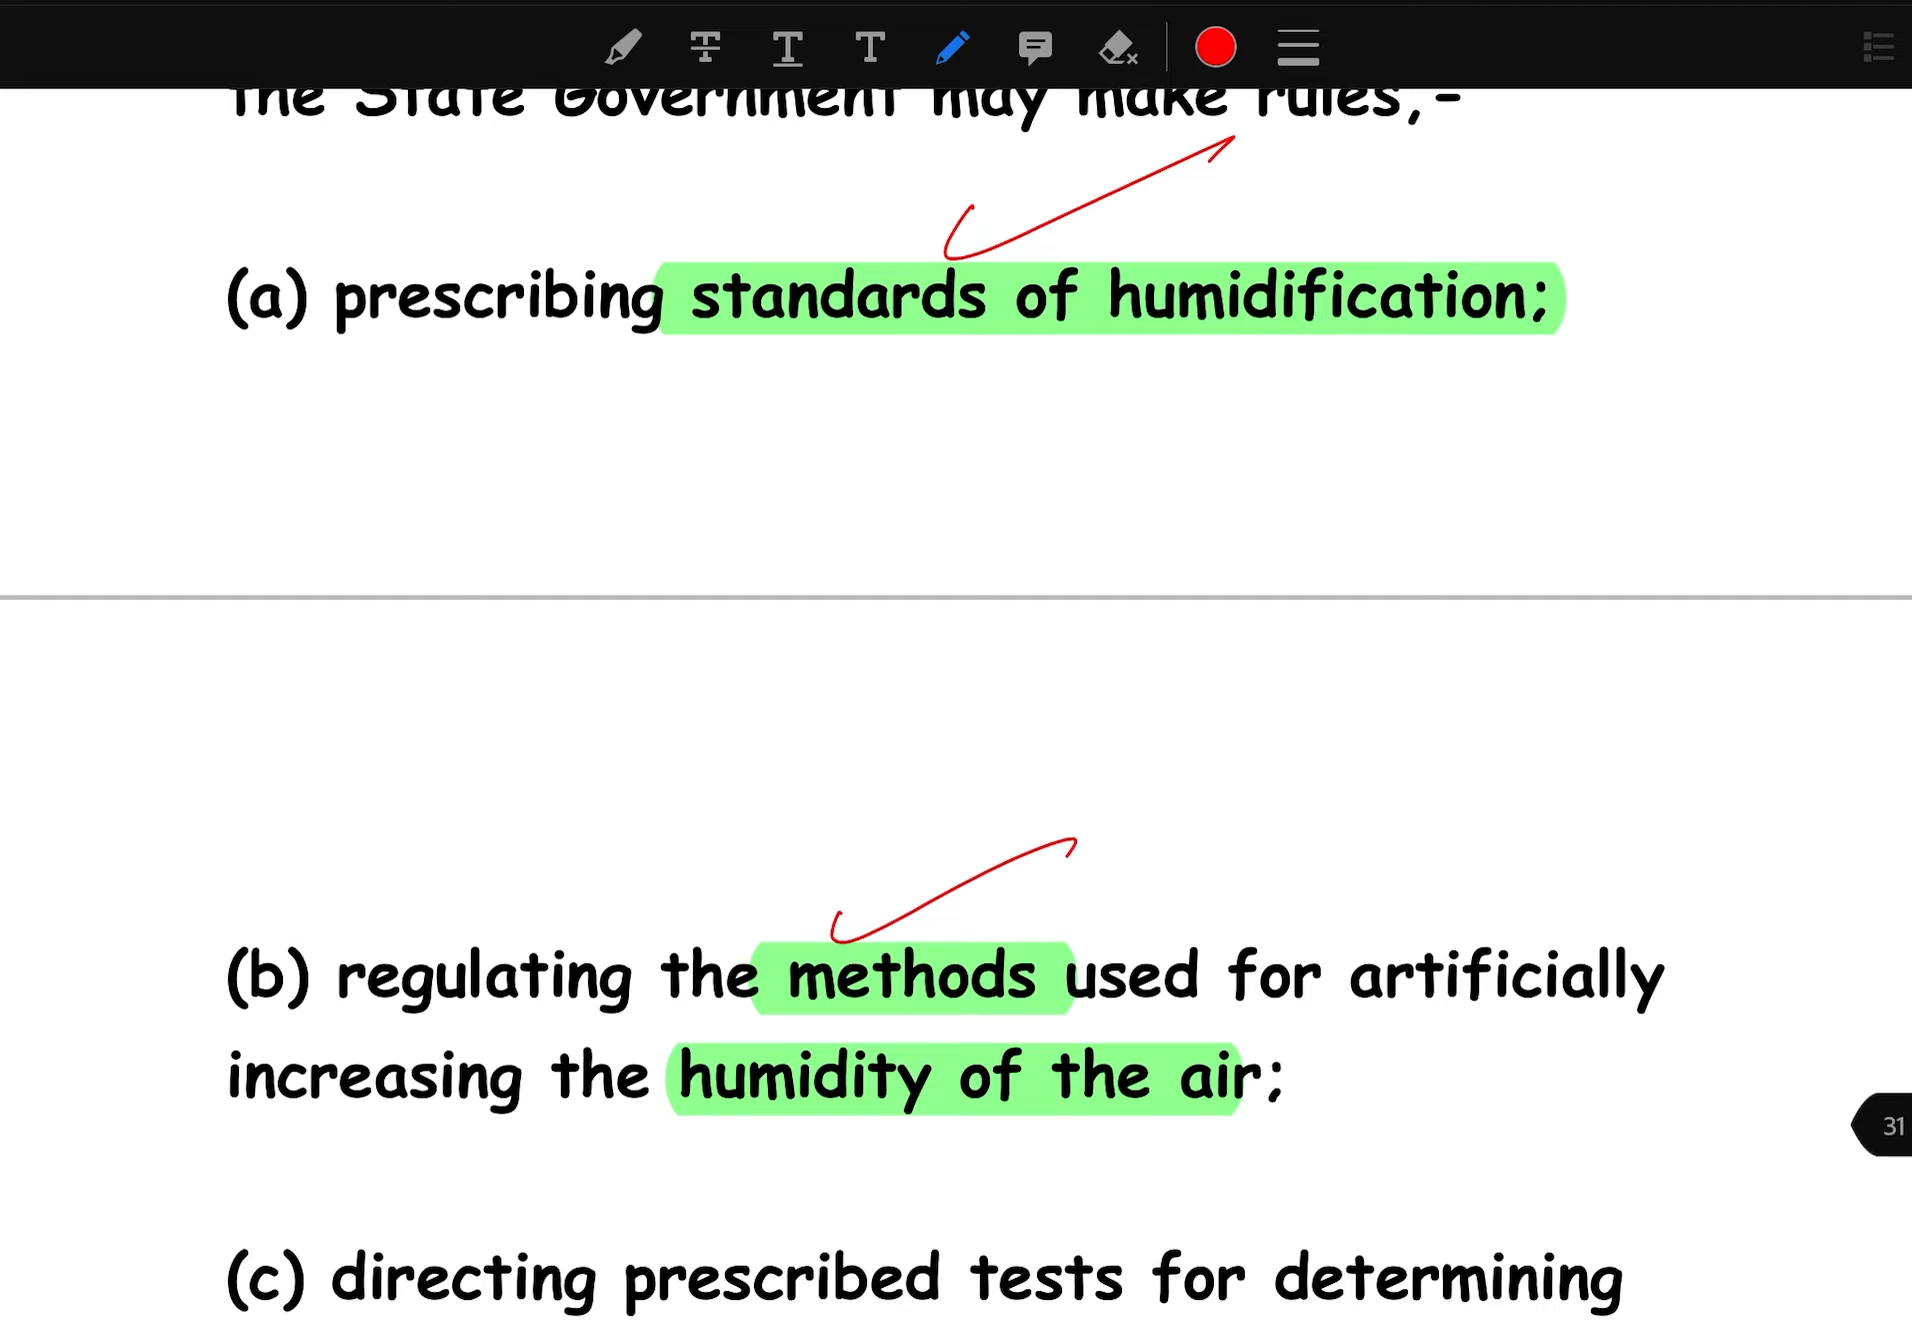 the State Government may make rules,-
(a) prescribing standards of humidification;
(b) regulating the methods used for artificially
increasing the humidity of the air;
31
(c) directing prescribed tests for determining